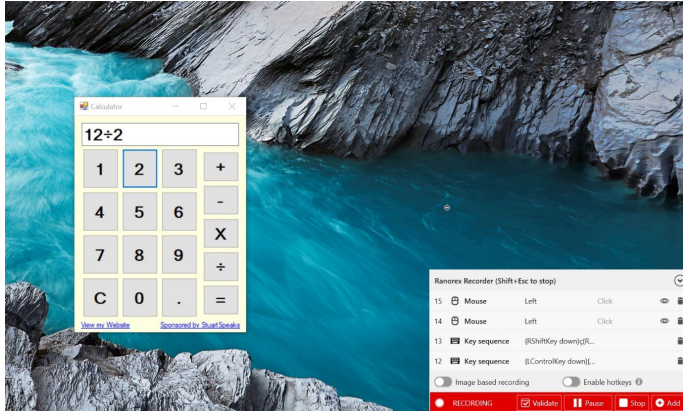 Calculator
12÷2
1 2 3 +
4 5 6 -
X
7 8 9
÷
C 0 . =
View my Website Sponsored by StuartSpeaks
Ranorex Recorder (Shift+Esc to stop)
15 Mouse Left Click
14 Mouse Left Click
13 Key sequence {RShiftKey down}ç{R...
12 Key sequence {LControlKey down}{...
Image based recording Enable hotkeys
RECORDING Validate Pause Stop Add